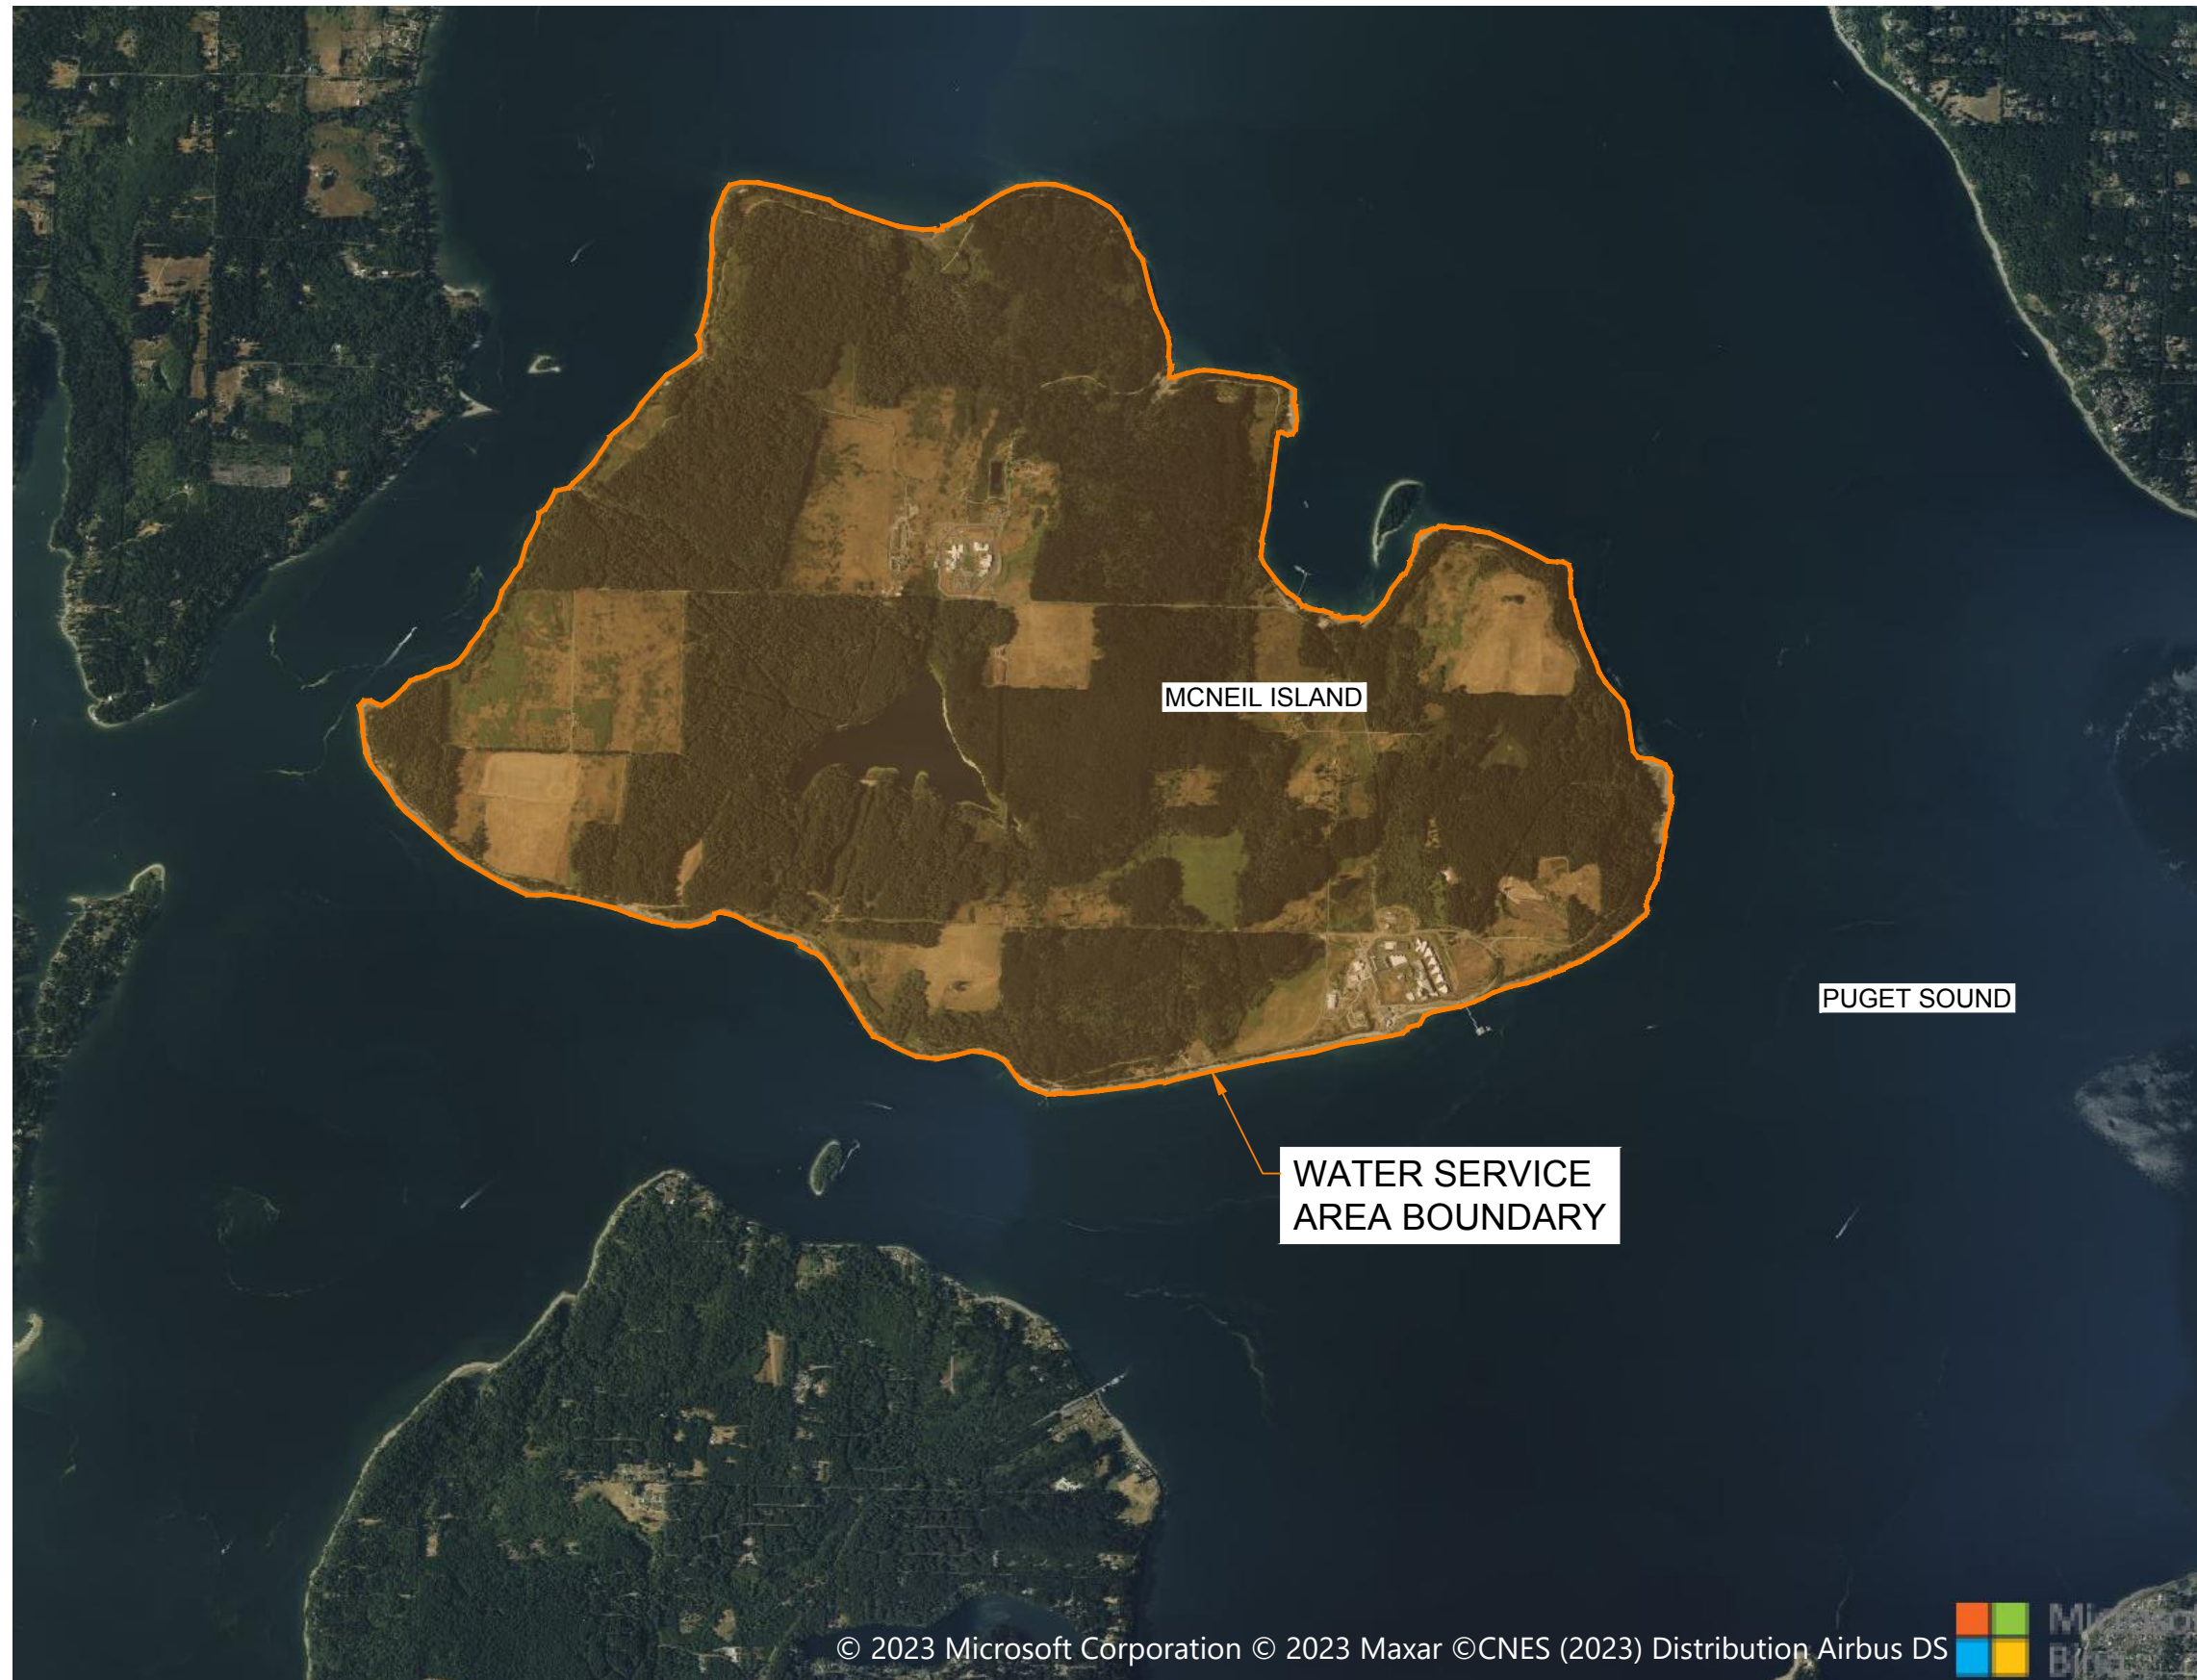 MCNEIL ISLAND
PUGET SOUND
WATER SERVICE
AREA BOUNDARY
© 2023 Microsoft Corporation © 2023 Maxar ©CNES (2023) Distribution Airbus DS